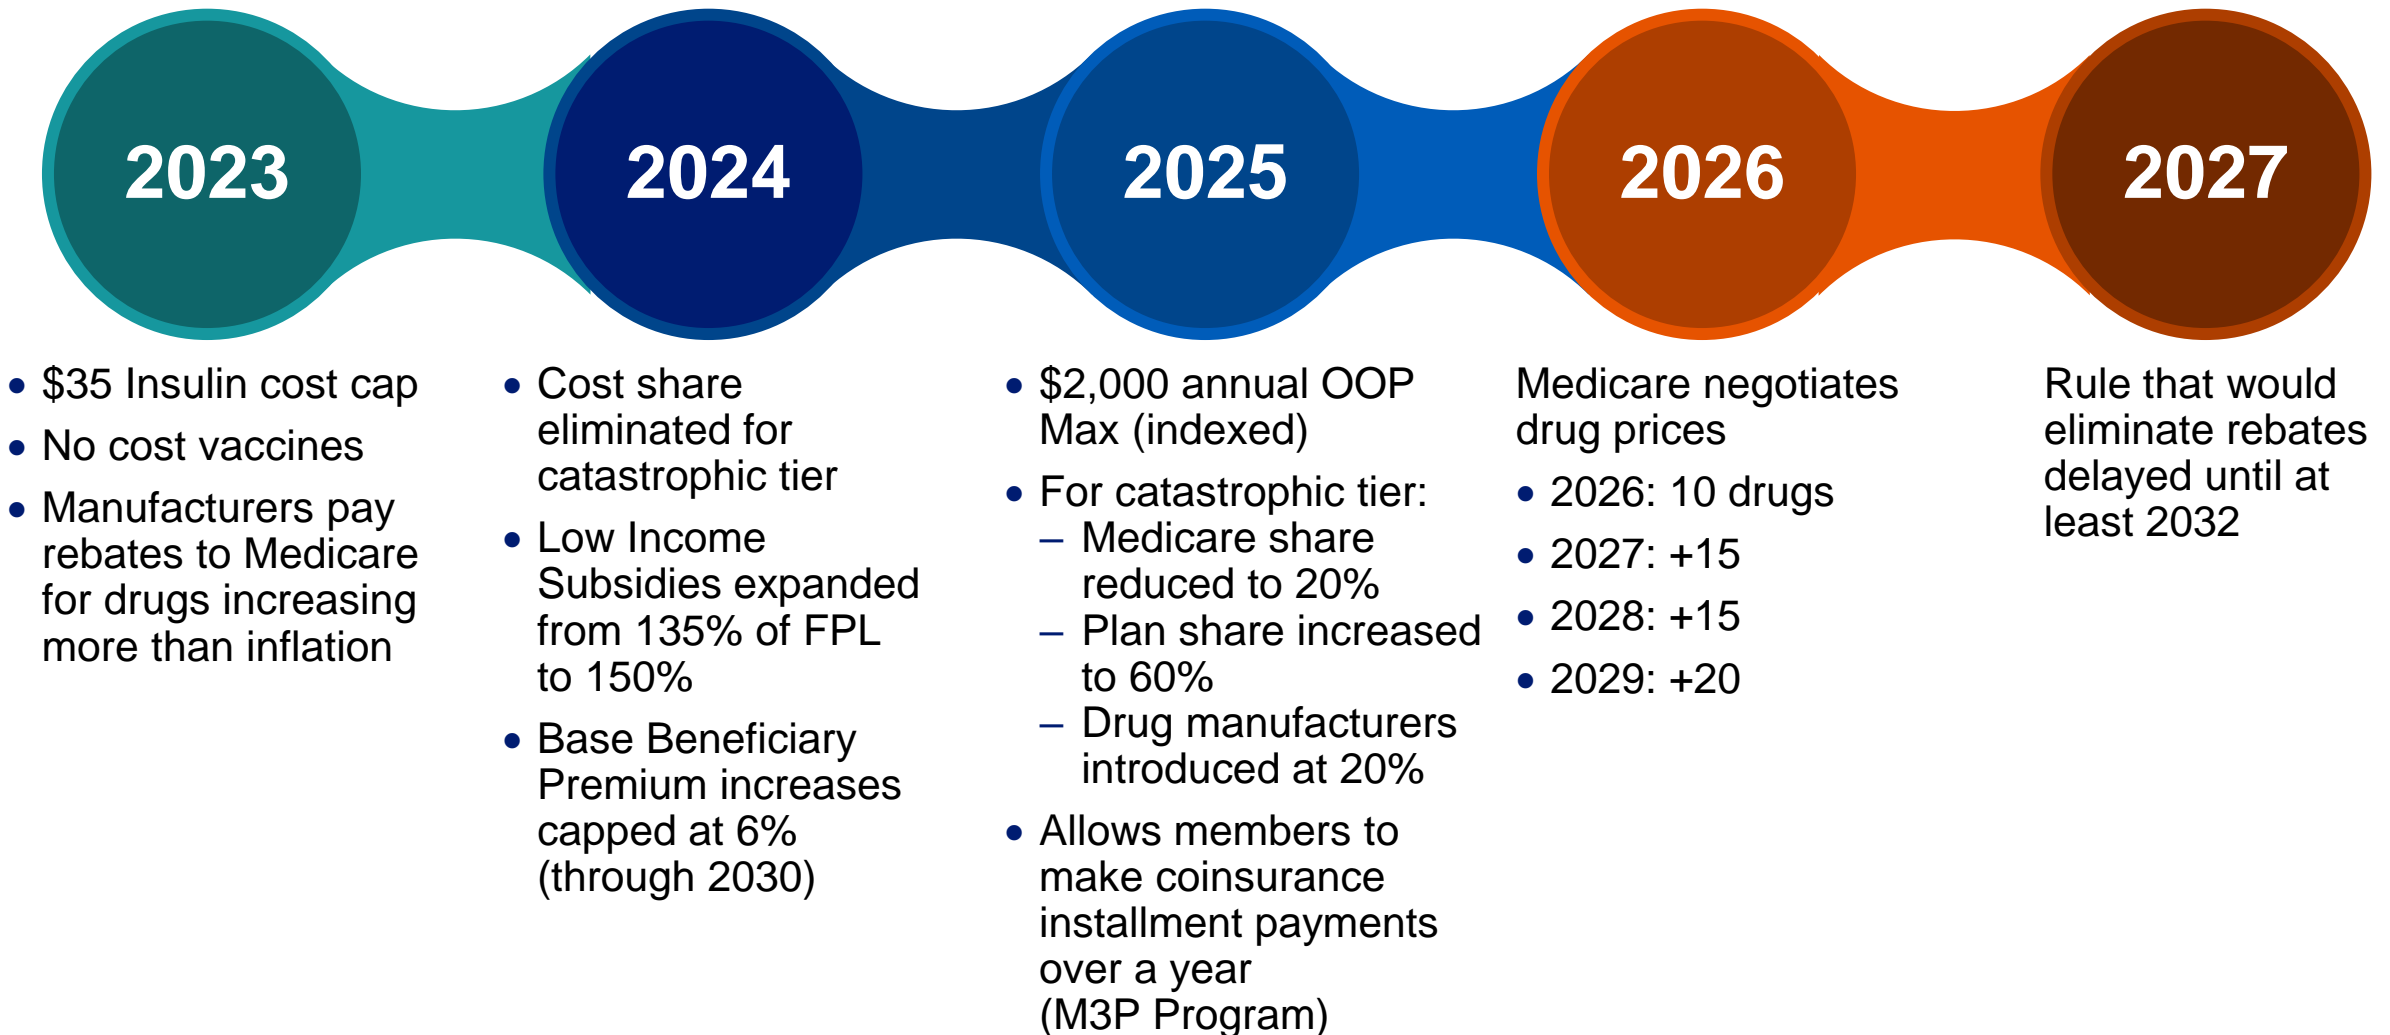 2023
• $35 Insulin cost cap
• No cost vaccines
• Manufacturers pay
rebates to Medicare
for drugs increasing
more than inflation
2024
• Cost share
eliminated for
catastrophic tier
• Low Income
Subsidies expanded
from 135% of FPL
to 150%
• Base Beneficiary
Premium increases
capped at 6%
(through 2030)
2025
• $2,000 annual OOP
Max (indexed)
• For catastrophic tier:
– Medicare share
reduced to 20%
– Plan share increased
to 60%
– Drug manufacturers
introduced at 20%
• Allows members to
make coinsurance
installment payments
over a year
(M3P Program)
2026
Medicare negotiates
drug prices
• 2026: 10 drugs
• 2027: +15
• 2028: +15
• 2029: +20
2027
Rule that would
eliminate rebates
delayed until at
least 2032